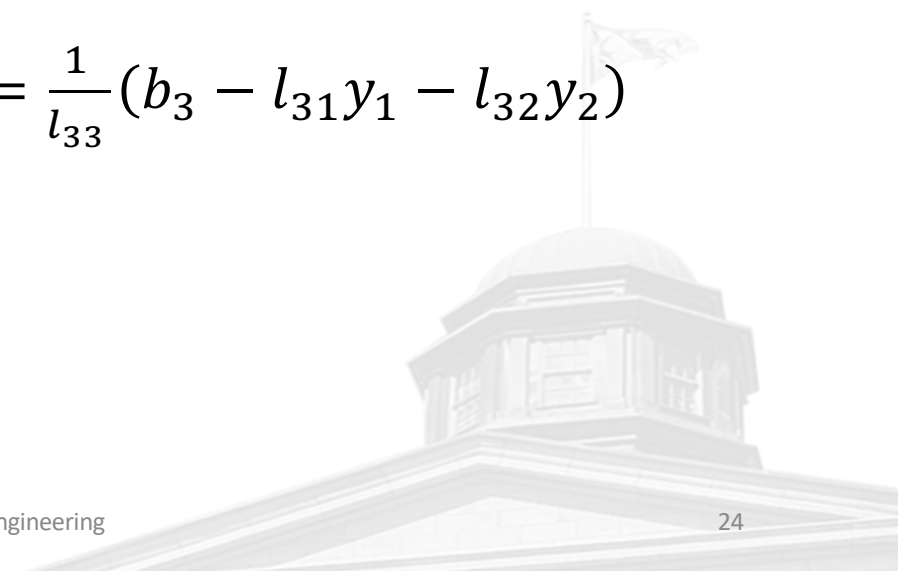 = 1/l₃₃ (b₃ − l₃₁y₁ − l₃₂y₂)
ngineering
24